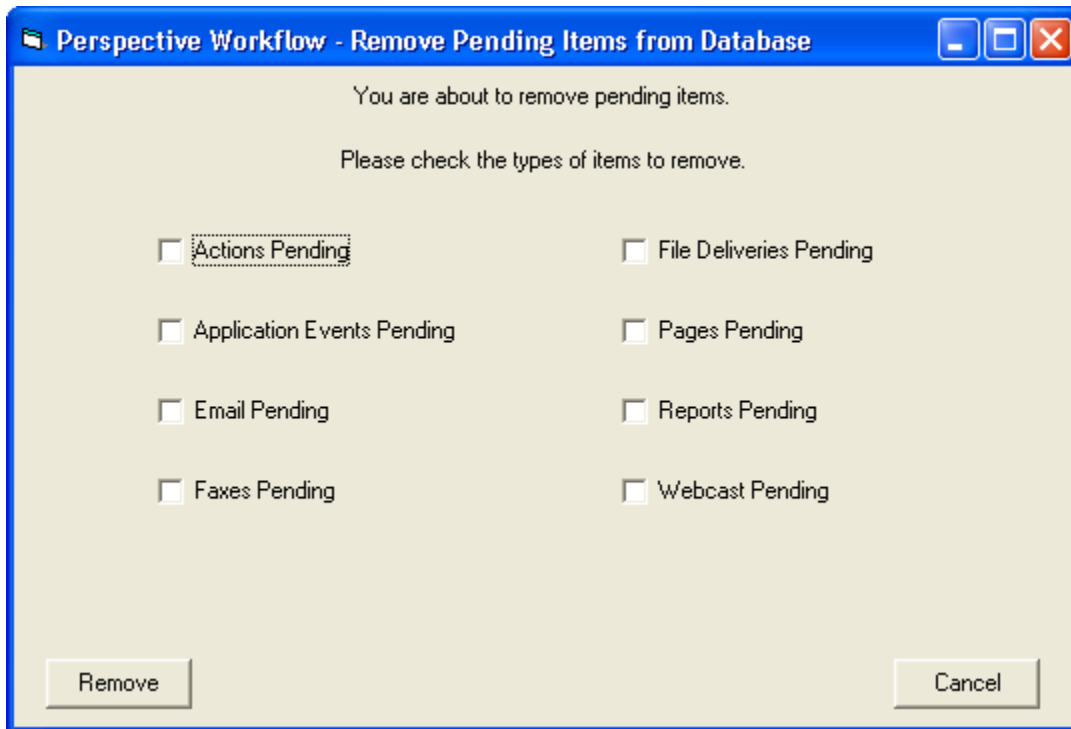 Perspective Workflow - Remove Pending Items from Database
You are about to remove pending items.
Please check the types of items to remove.
Actions Pending
File Deliveries Pending
Application Events Pending
Pages Pending
Email Pending
Reports Pending
Faxes Pending
Webcast Pending
Remove
Cancel